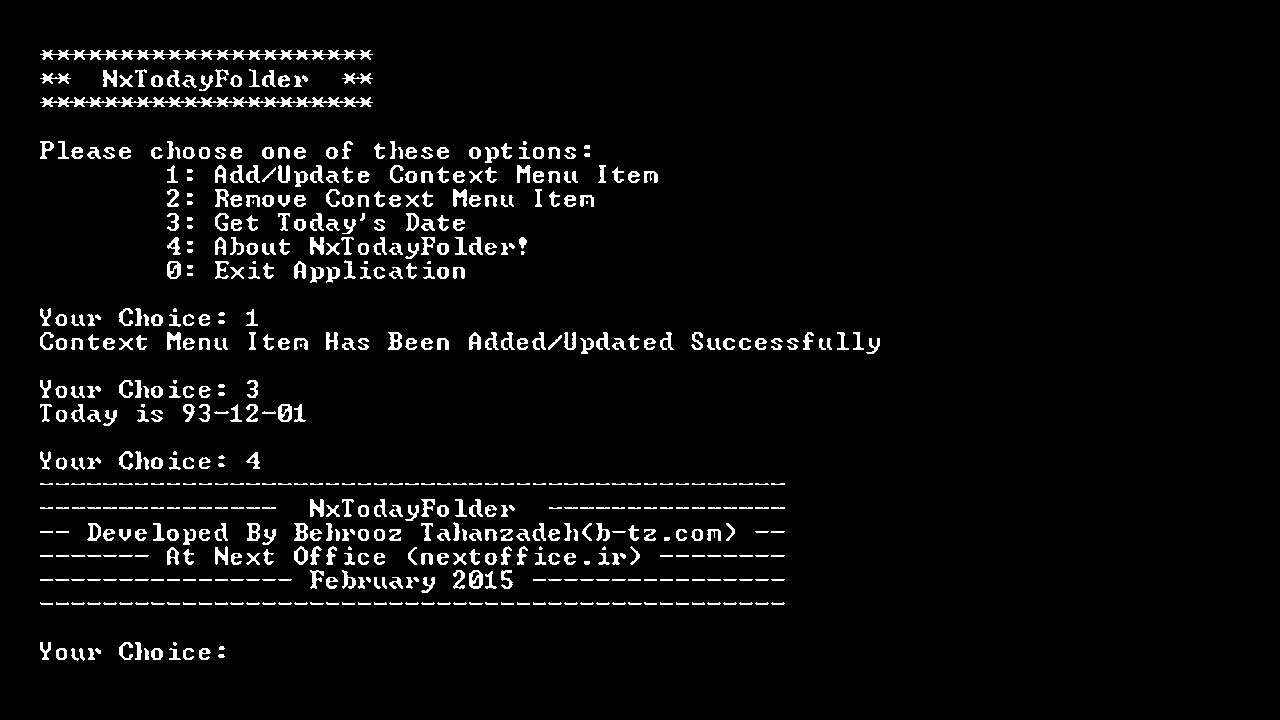 *********************
**  NxTodayFolder  **
*********************
Please choose one of these options:
1: Add/Update Context Menu Item
2: Remove Context Menu Item
3: Get Today's Date
4: About NxTodayFolder!
0: Exit Application
Your Choice: 1
Context Menu Item Has Been Added/Updated Successfully
Your Choice: 3
Today is 93-12-01
Your Choice: 4
-----------------------------------------------
---------------  NxTodayFolder  ---------------
-- Developed By Behrooz Tahanzadeh(b-tz.com) --
------- At Next Office (nextoffice.ir) --------
---------------- February 2015 ----------------
-----------------------------------------------
Your Choice: